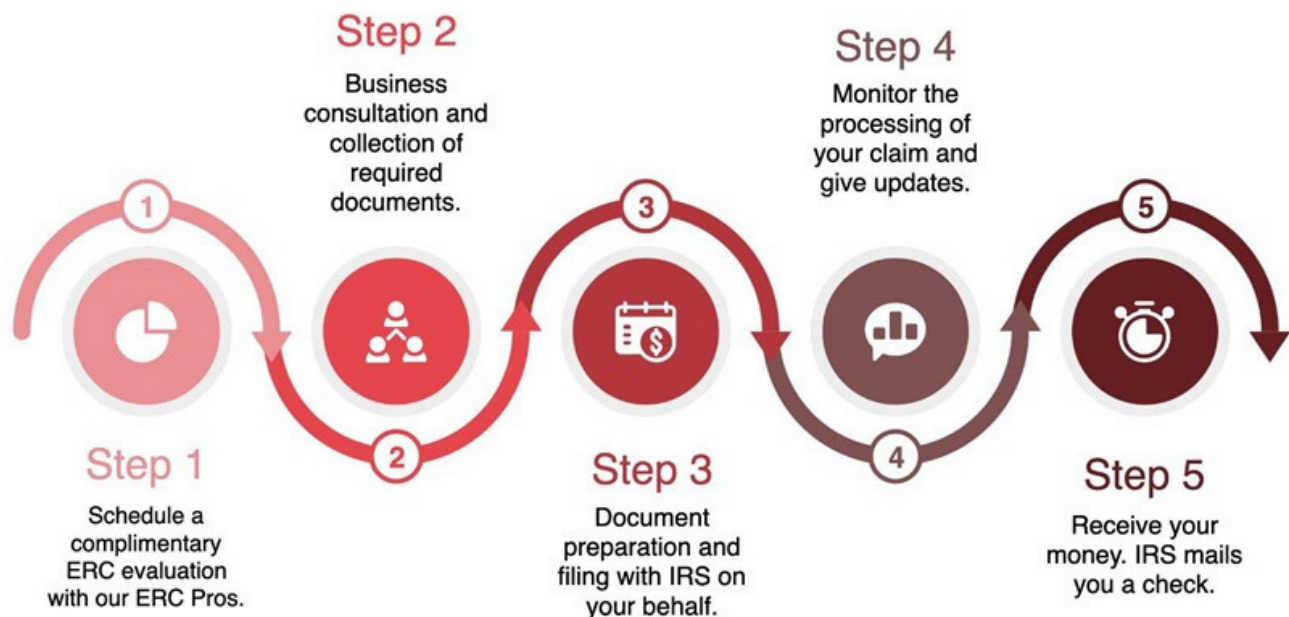 Step 1
Schedule a
complimentary
ERC evaluation
with our ERC Pros.
1
Step 2
Business
consultation and
collection of
required
documents.
2
3
Step 3
Document
preparation and
filing with IRS on
your behalf.
$
Step 4
Monitor the
processing of
your claim and
give updates.
4
5
Step 5
Receive your
money. IRS mails
you a check.